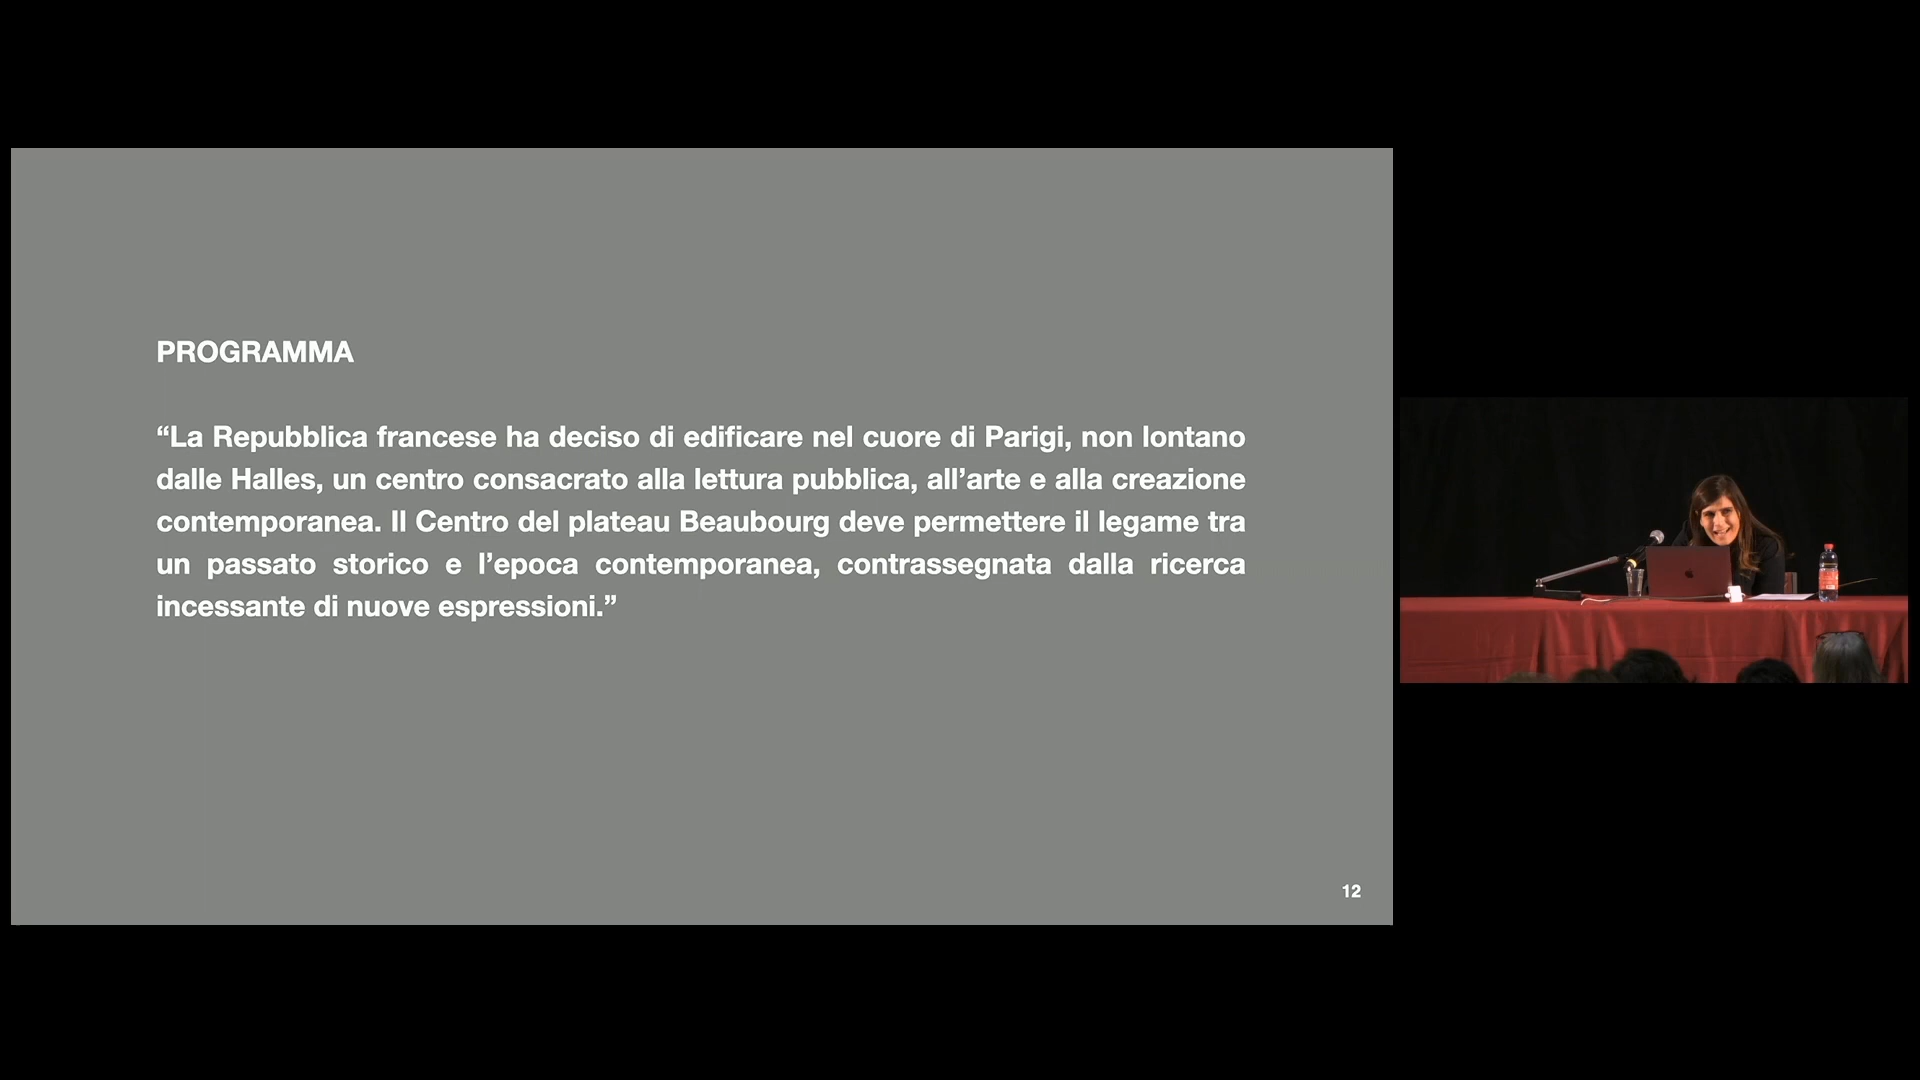 PROGRAMMA
“La Repubblica francese ha deciso di edificare nel cuore di Parigi, non lontano
dalle Halles, un centro consacrato alla lettura pubblica, all’arte e alla creazione
contemporanea. Il Centro del plateau Beaubourg deve permettere il legame tra
un passato storico e l’epoca contemporanea, contrassegnata dalla ricerca
incessante di nuove espressioni.”
12